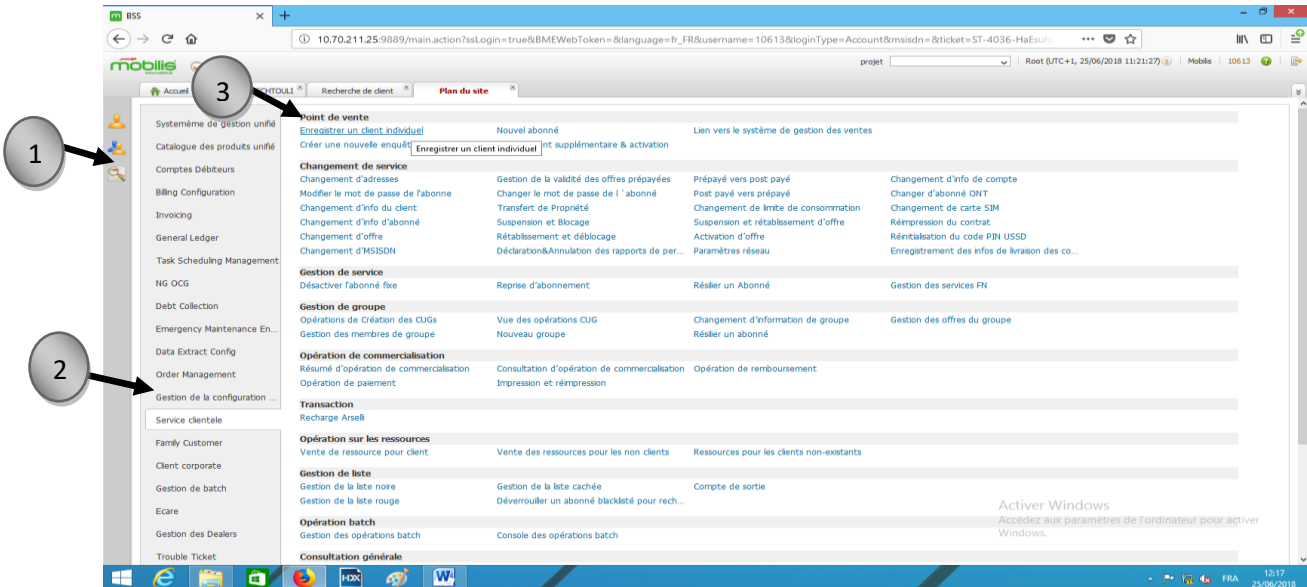 BSS
10.70.211.25:9889/main.action?ssLogin=true&BMEWebToken=&language=fr_FR&username=10613&loginType=Account&msisdn=&ticket=ST-4036-HaEsuh
mobilis
projet
Root (UTC+1, 25/06/2018 11:21:27)
Mobilis
10613
Accueil
CHTOULI
Recherche de client
Plan du site
3
1
2
Systemème de gestion unifié
Catalogue des produits unifié
Comptes Débiteurs
Billing Configuration
Invoicing
General Ledger
Task Scheduling Management
NG OCG
Debt Collection
Emergency Maintenance En...
Data Extract Config
Order Management
Gestion de la configuration ...
Service clientele
Family Customer
Client corporate
Gestion de batch
Ecare
Gestion des Dealers
Trouble Ticket
Point de vente
Enregistrer un client individuel Nouvel abonné Lien vers le système de gestion des ventes
Créer une nouvelle enquêt nt supplémentaire & activation
Enregistrer un client individuel
Changement de service
Changement d'adresses Gestion de la validité des offres prépayées Prépayé vers post payé Changement d'info de compte
Modifier le mot de passe de l'abonne Changer le mot de passe de l`abonné Post payé vers prépayé Changer d'abonné ONT
Changement d'info du client Transfert de Propriété Changement de limite de consommation Changement de carte SIM
Changement d'info d'abonné Suspension et Blocage Suspension et rétablissement d'offre Réimpression du contrat
Changement d'offre Rétablissement et déblocage Activation d'offre Réinitialisation du code PIN USSD
Changement d'MSISDN Déclaration&Annulation des rapports de per... Paramètres réseau Enregistrement des infos de livraison des co...
Gestion de service
Désactiver l'abonné fixe Reprise d'abonnement Résilier un Abonné Gestion des services FN
Gestion de groupe
Opérations de Création des CUGs Vue des opérations CUG Changement d'information de groupe Gestion des offres du groupe
Gestion des membres de groupe Nouveau groupe Résilier un abonné
Opération de commercialisation
Résumé d'opération de commercialisation Consultation d'opération de commercialisation Opération de remboursement
Opération de paiement Impression et réimpression
Transaction
Recharge Arselli
Opération sur les ressources
Vente de ressource pour client Vente des ressources pour les non clients Ressources pour les clients non-existants
Gestion de liste
Gestion de la liste noire Gestion de la liste cachée Compte de sortie
Gestion de la liste rouge Déverrouiller un abonné blacklisté pour rech...
Opération batch
Gestion des opérations batch Console des opérations batch
Consultation générale
Activer Windows
Accédez aux paramètres de l'ordinateur pour activer
Windows.
HDX
W
FRA
12:17
25/06/2018